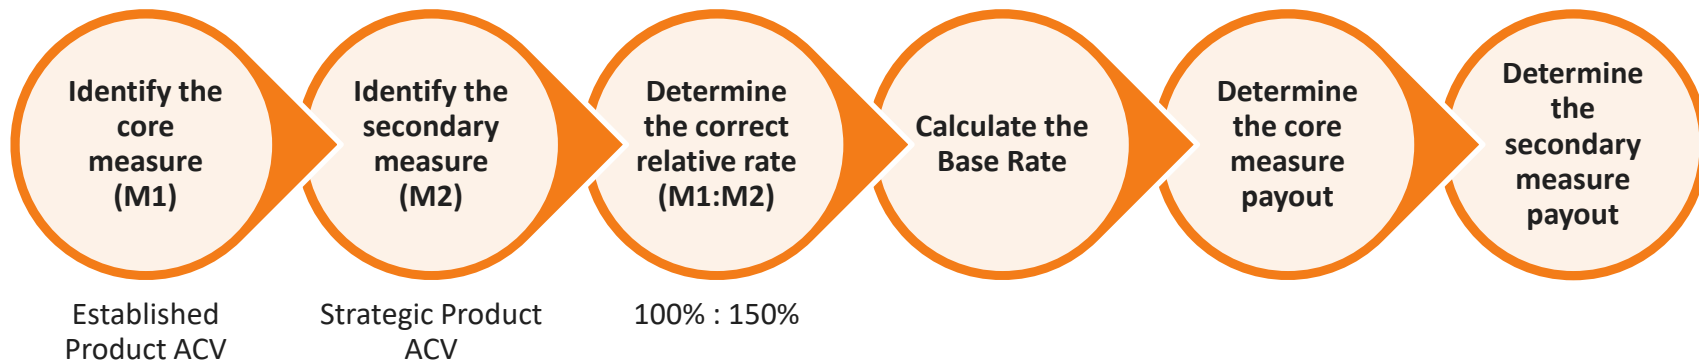 Identify the
core
measure
(M1)
Identify the
secondary
measure
(M2)
Determine
the correct
relative rate
(M1:M2)
Calculate the
Base Rate
Determine
the core
measure
payout
Determine
the
secondary
measure
payout
Established
Product ACV
Strategic Product
ACV
100% : 150%